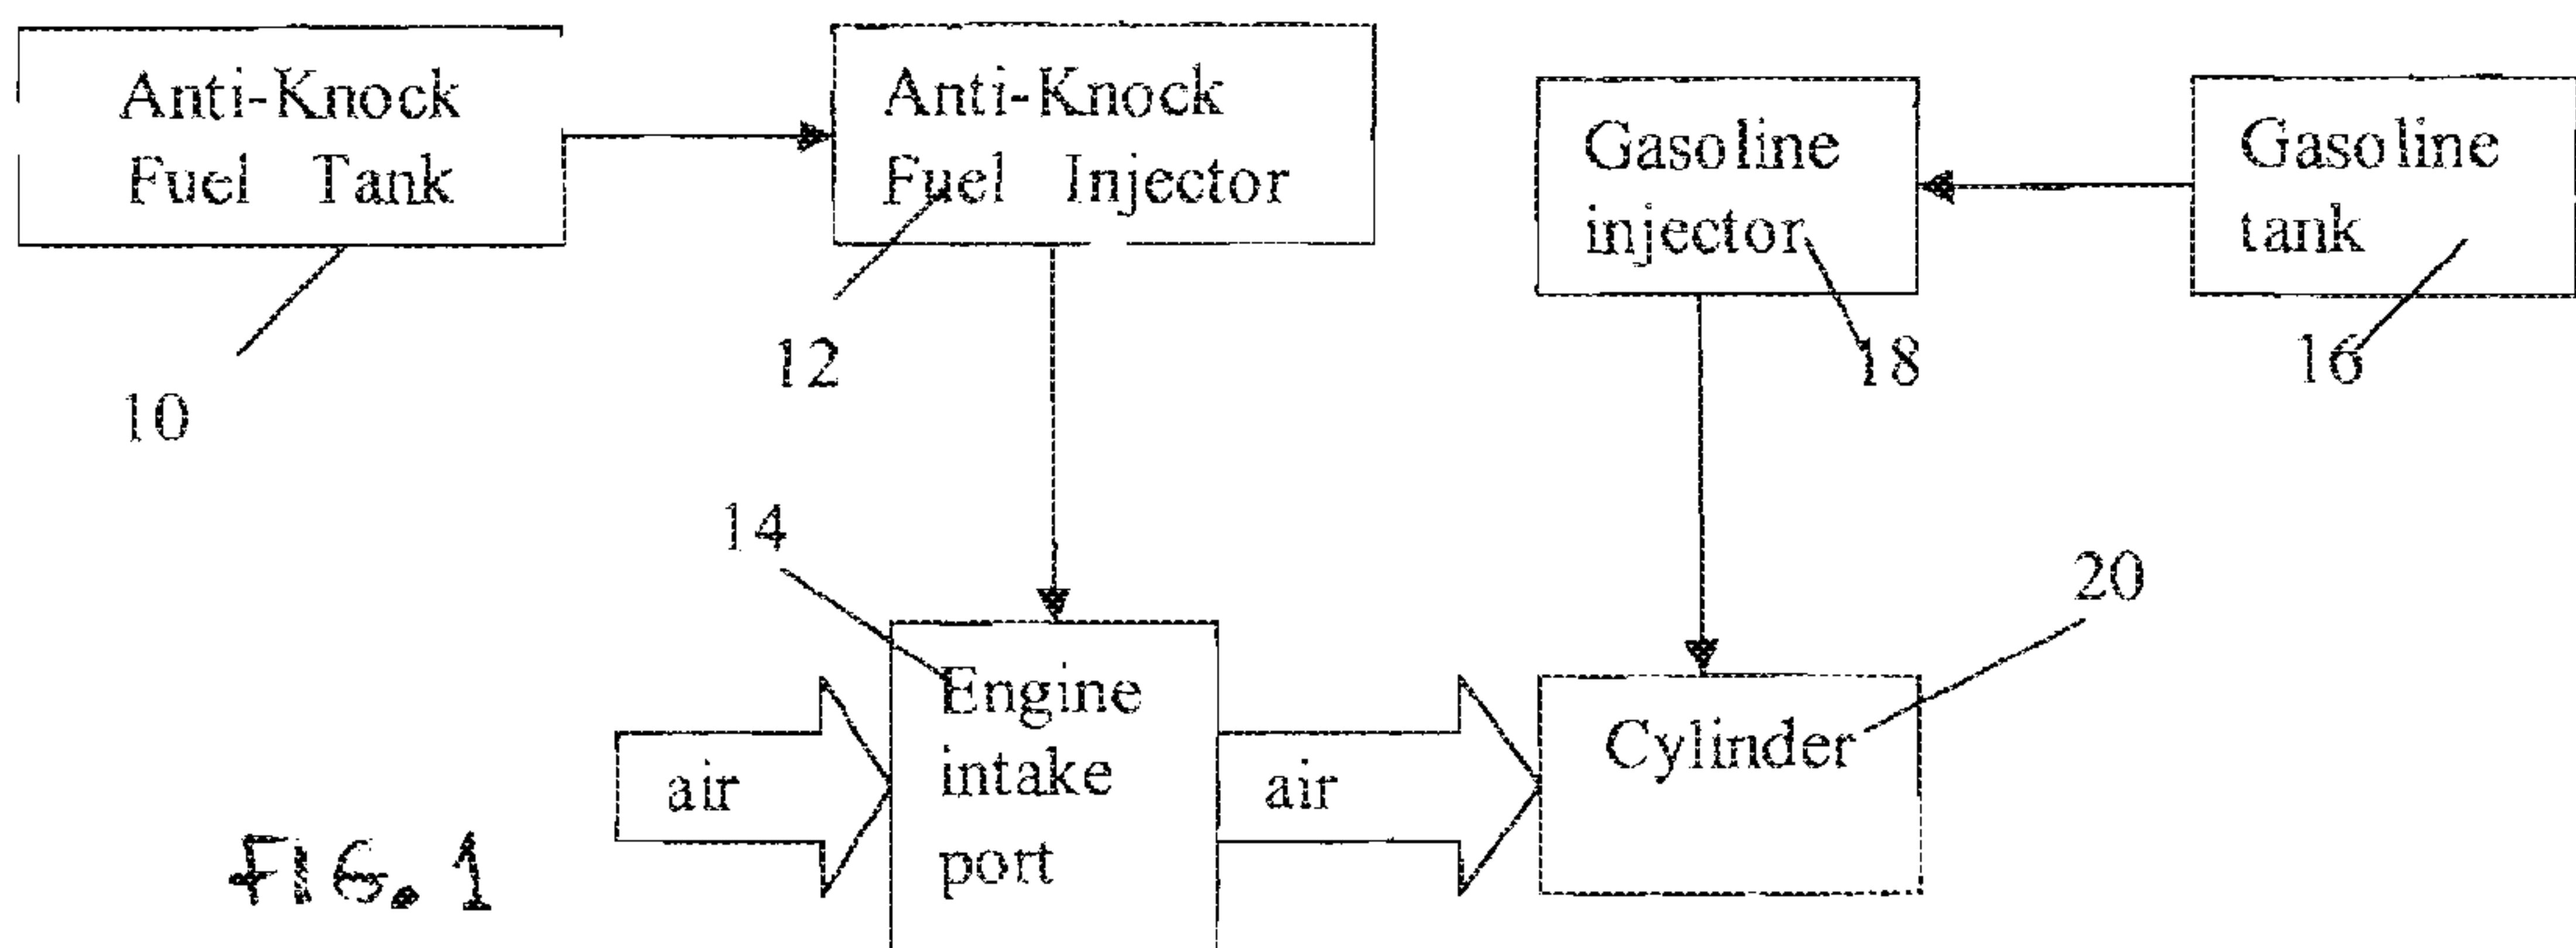 Anti-Knock
Fuel Tank
Anti-Knock
Fuel Injector
Gasoline
injector
Gasoline
tank
10
12
18
16
14
20
Engine
intake
port
air
air
Cylinder
FIG. 1